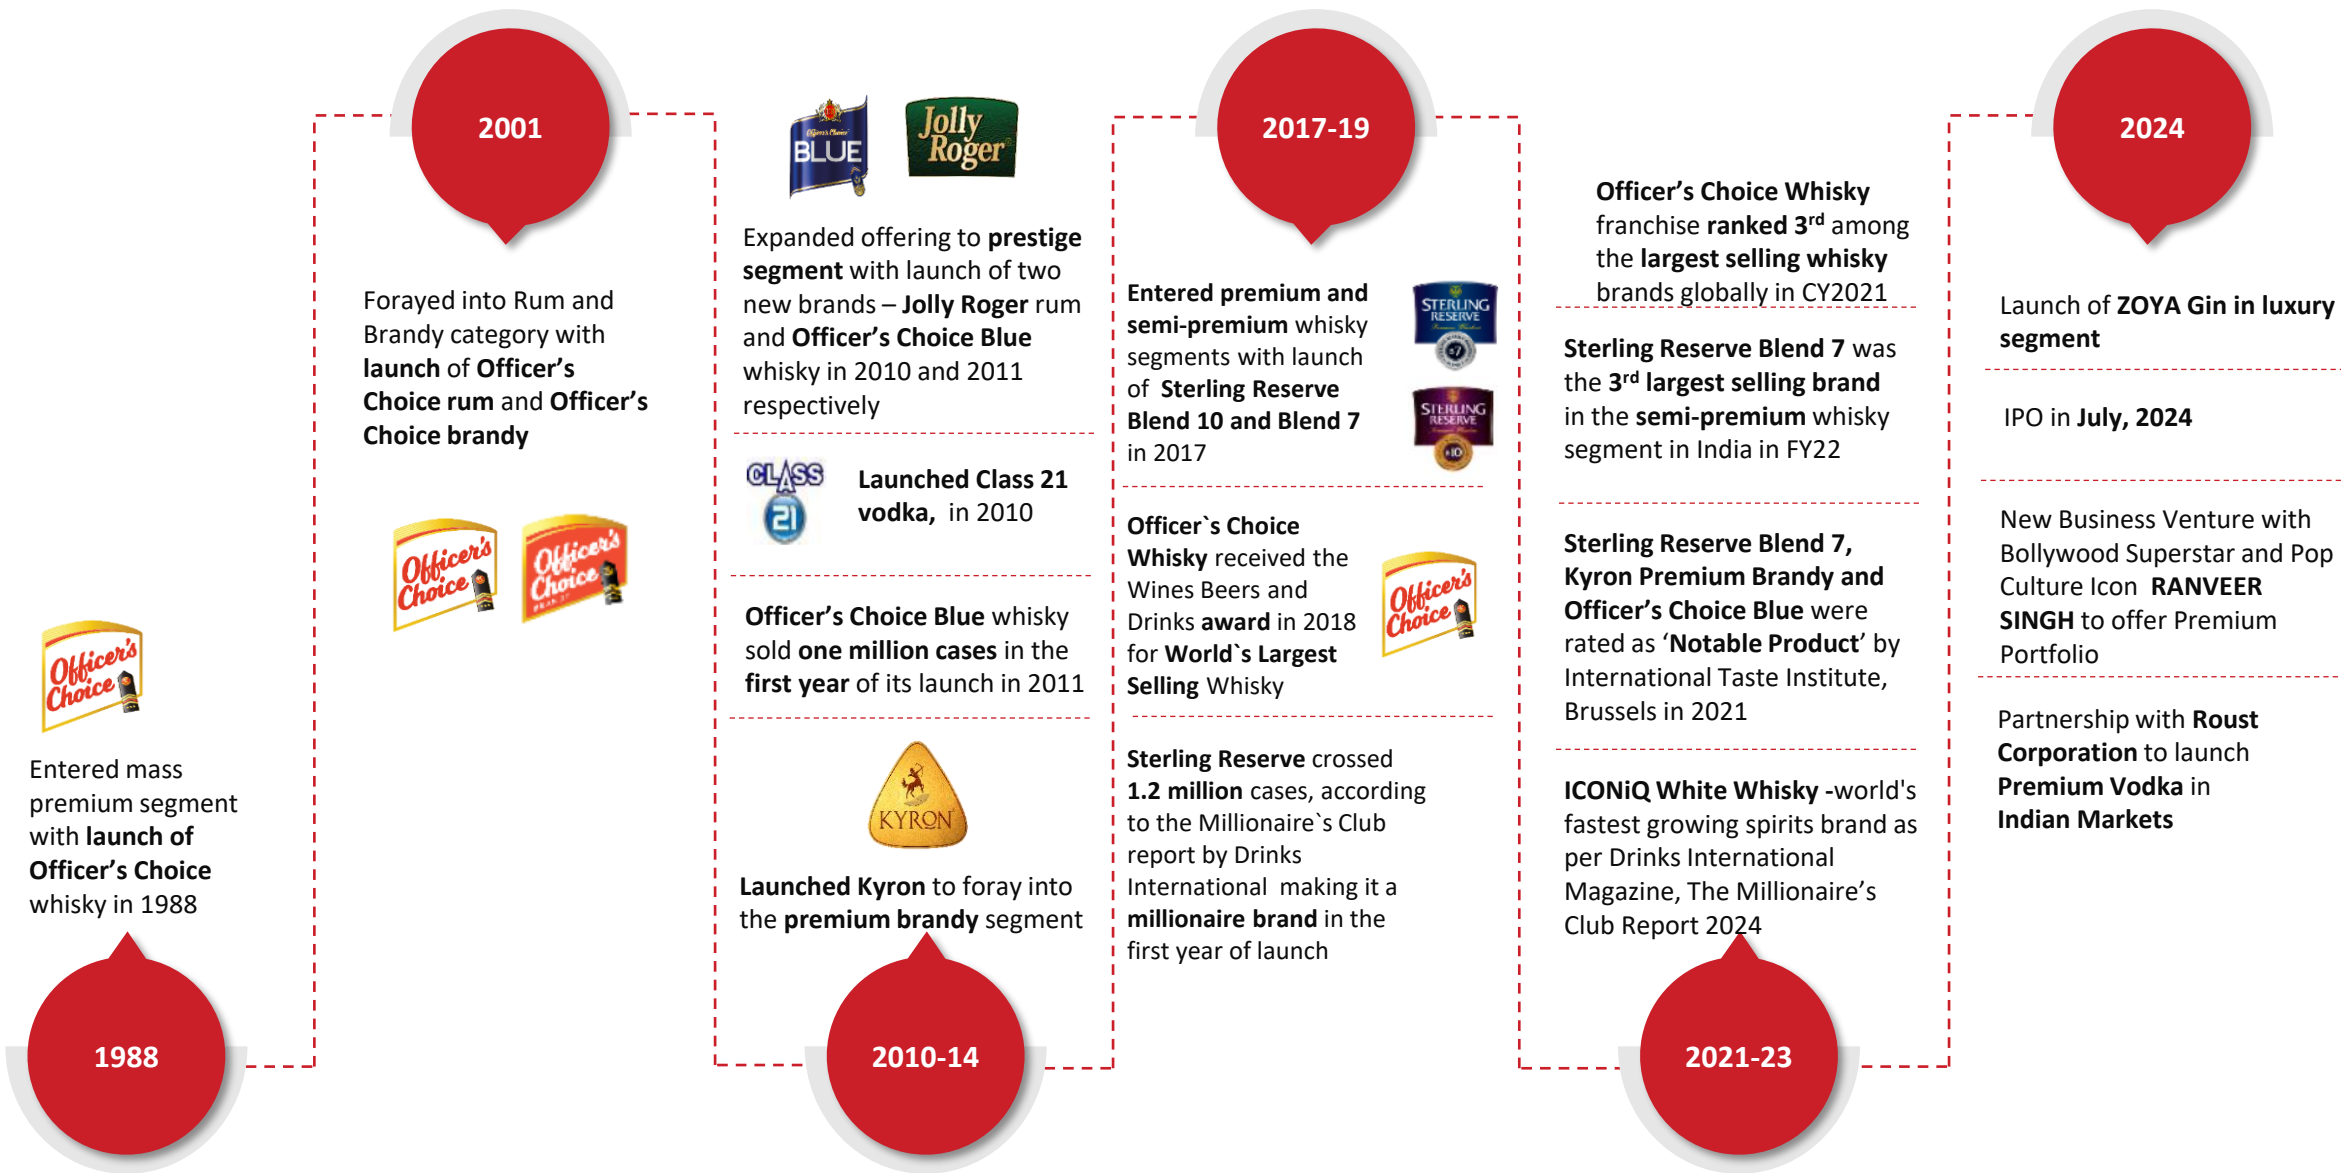 Officer's
Choice
Entered mass
premium segment
with launch of
Officer’s Choice
whisky in 1988
1988
2001
Forayed into Rum and
Brandy category with
launch of Officer’s
Choice rum and Officer’s
Choice brandy
Officer's
Choice
Officer's
Choice
BRANDY
Officer's Choice
BLUE
Jolly
Roger
Expanded offering to prestige
segment with launch of two
new brands – Jolly Roger rum
and Officer’s Choice Blue
whisky in 2010 and 2011
respectively
CLASS
21
Launched Class 21
vodka, in 2010
Officer’s Choice Blue whisky
sold one million cases in the
first year of its launch in 2011
KYRON
Launched Kyron to foray into
the premium brandy segment
2010-14
2017-19
Entered premium and
semi-premium whisky
segments with launch
of Sterling Reserve
Blend 10 and Blend 7
in 2017
STERLING
RESERVE
7
STERLING
RESERVE
10
Officer`s Choice
Whisky received the
Wines Beers and
Drinks award in 2018
for World`s Largest
Selling Whisky
Officer's
Choice
Sterling Reserve crossed
1.2 million cases, according
to the Millionaire`s Club
report by Drinks
International making it a
millionaire brand in the
first year of launch
Officer’s Choice Whisky
franchise ranked 3rd among
the largest selling whisky
brands globally in CY2021
Sterling Reserve Blend 7 was
the 3rd largest selling brand
in the semi-premium whisky
segment in India in FY22
Sterling Reserve Blend 7,
Kyron Premium Brandy and
Officer’s Choice Blue were
rated as ‘Notable Product’ by
International Taste Institute,
Brussels in 2021
ICONiQ White Whisky -world's
fastest growing spirits brand as
per Drinks International
Magazine, The Millionaire’s
Club Report 2024
2021-23
2024
Launch of ZOYA Gin in luxury
segment
IPO in July, 2024
New Business Venture with
Bollywood Superstar and Pop
Culture Icon RANVEER
SINGH to offer Premium
Portfolio
Partnership with Roust
Corporation to launch
Premium Vodka in
Indian Markets